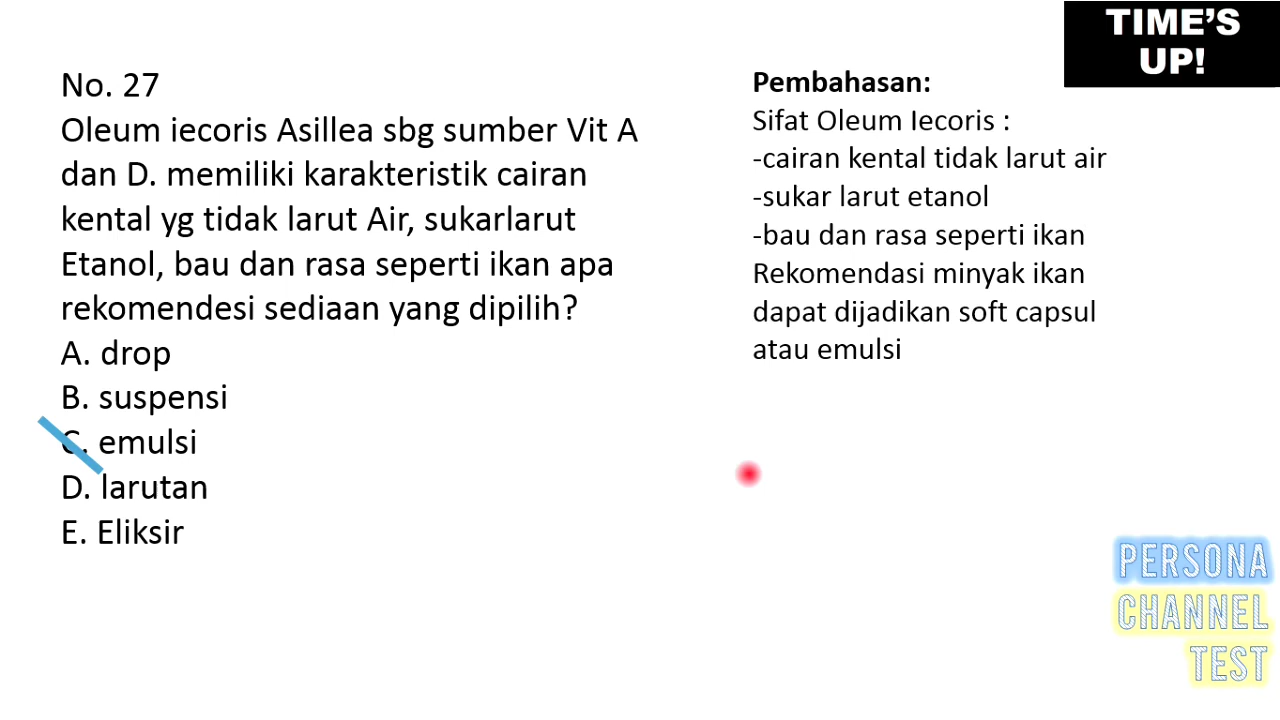 TIME'S
UP!
No. 27
Oleum iecoris Asillea sbg sumber Vit A
dan D. memiliki karakteristik cairan
kental yg tidak larut Air, sukarlarut
Etanol, bau dan rasa seperti ikan apa
rekomendesi sediaan yang dipilih?
A. drop
B. suspensi
C. emulsi
D. larutan
E. Eliksir
Pembahasan:
Sifat Oleum Iecoris :
-cairan kental tidak larut air
-sukar larut etanol
-bau dan rasa seperti ikan
Rekomendasi minyak ikan
dapat dijadikan soft capsul
atau emulsi
PERSONA
CHANNEL
TEST